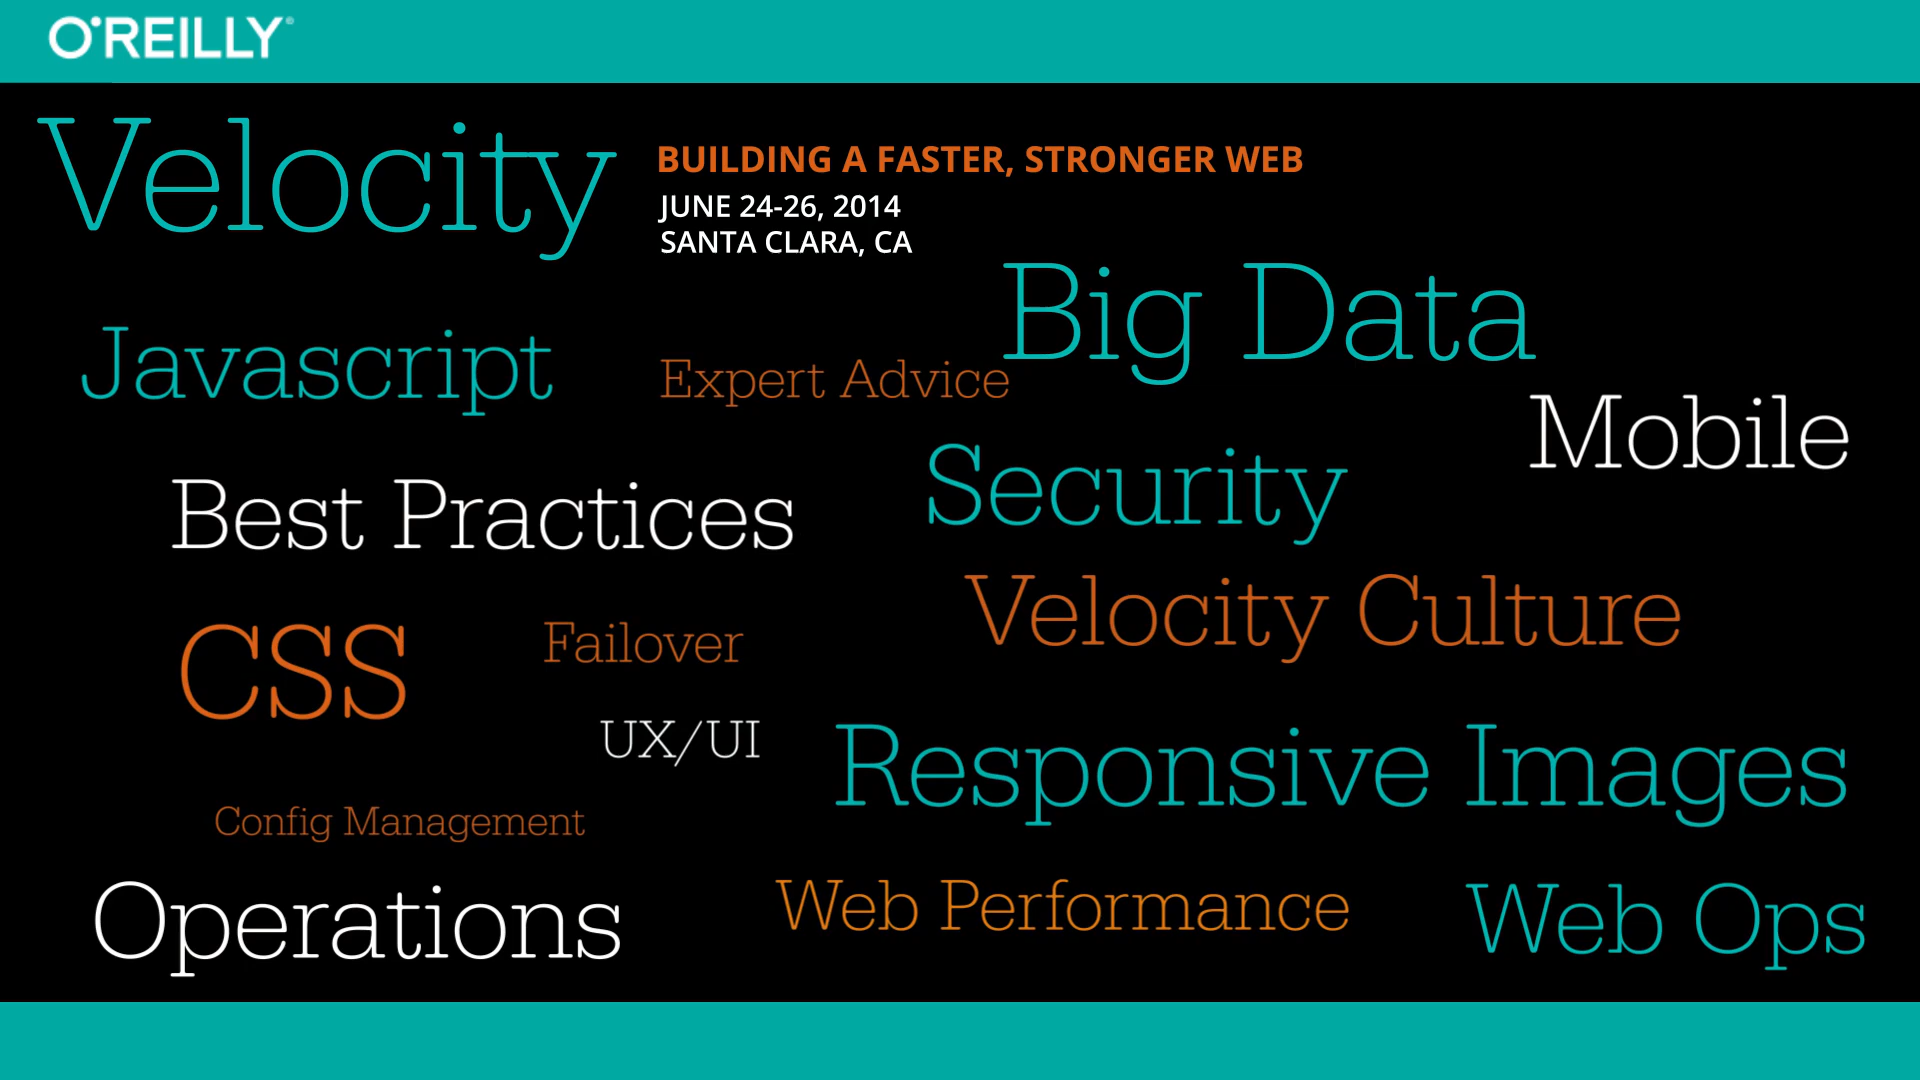 O'REILLY®
Velocity
BUILDING A FASTER, STRONGER WEB
JUNE 24-26, 2014
SANTA CLARA, CA
Big Data
Javascript
Expert Advice
Mobile
Security
Best Practices
Velocity Culture
CSS
Failover
UX/UI
Responsive Images
Config Management
Operations
Web Performance
Web Ops